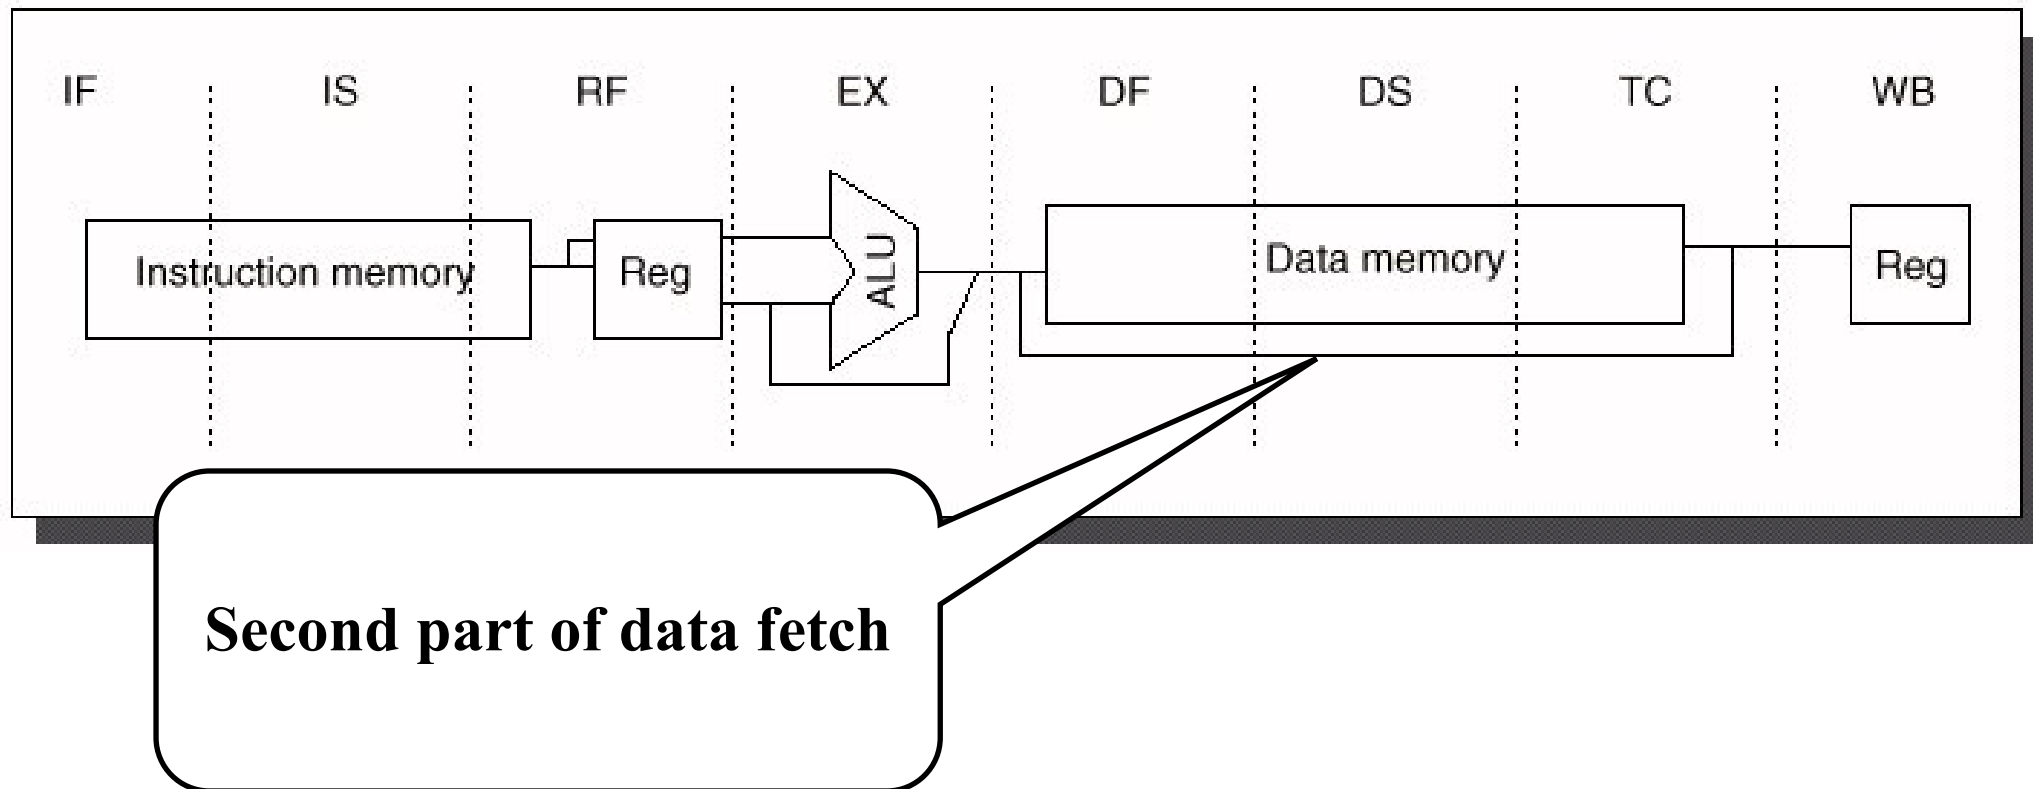 IF IS RF EX DF DS TC WB
Instruction memory Reg ALU Data memory Reg
Second part of data fetch